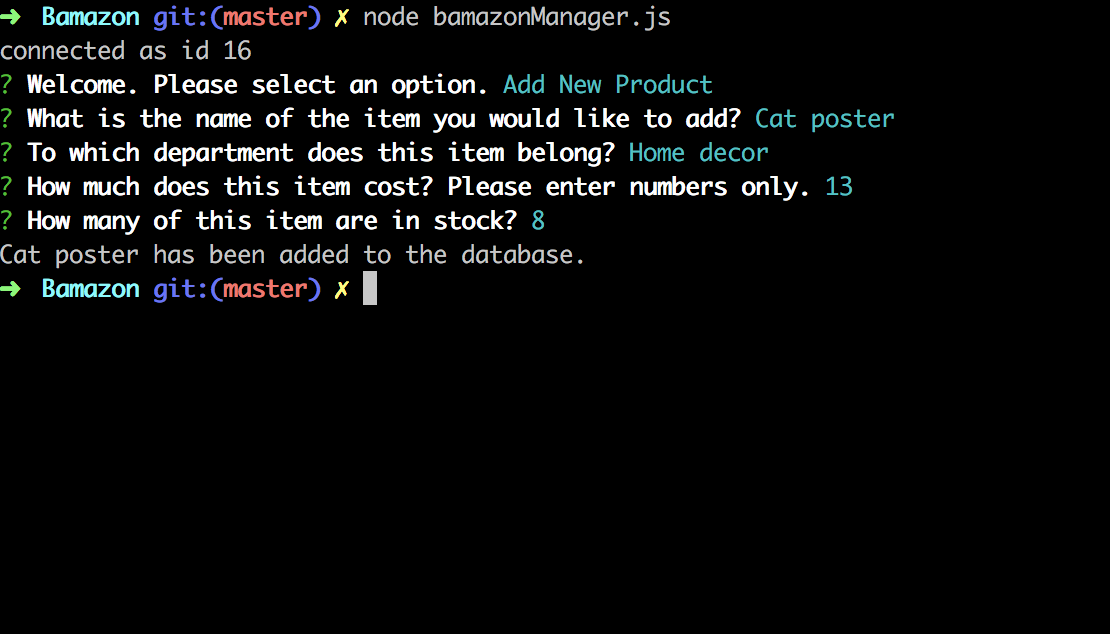 ➜ Bamazon git:(master) ✗ node bamazonManager.js
connected as id 16
? Welcome. Please select an option. Add New Product
? What is the name of the item you would like to add? Cat poster
? To which department does this item belong? Home decor
? How much does this item cost? Please enter numbers only. 13
? How many of this item are in stock? 8
Cat poster has been added to the database.
➜ Bamazon git:(master) ✗